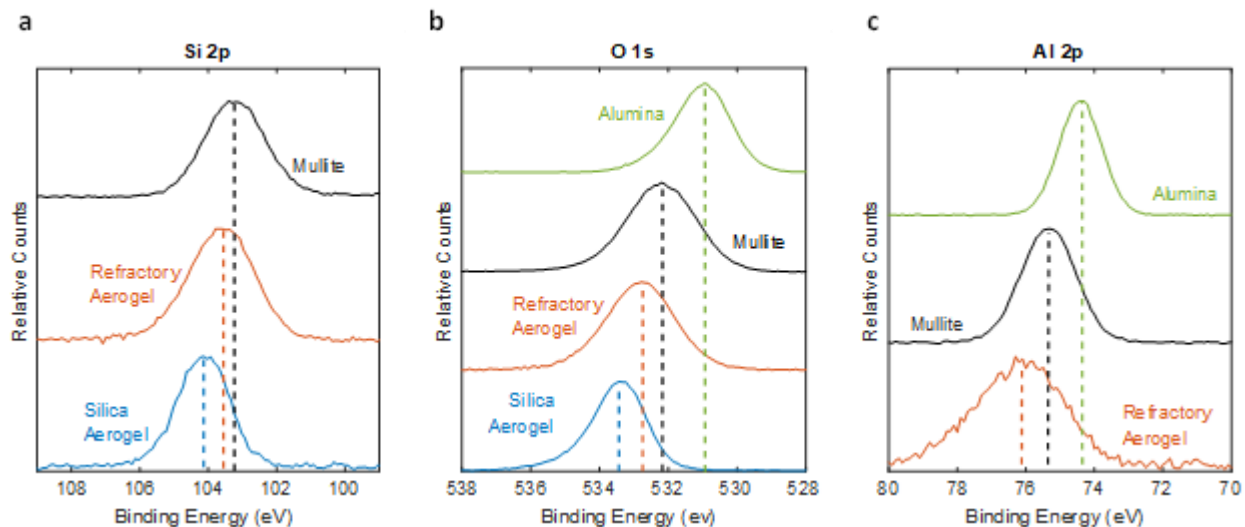 a
Si 2p
Relative Counts
Mullite
Refractory
Aerogel
Silica
Aerogel
108 106 104 102 100
Binding Energy (eV)
b
O 1s
Relative Counts
Alumina
Mullite
Refractory
Aerogel
Silica
Aerogel
538 536 534 532 530 528
Binding Energy (ev)
c
Al 2p
Relative Counts
Alumina
Mullite
Refractory
Aerogel
80 78 76 74 72 70
Binding Energy (eV)